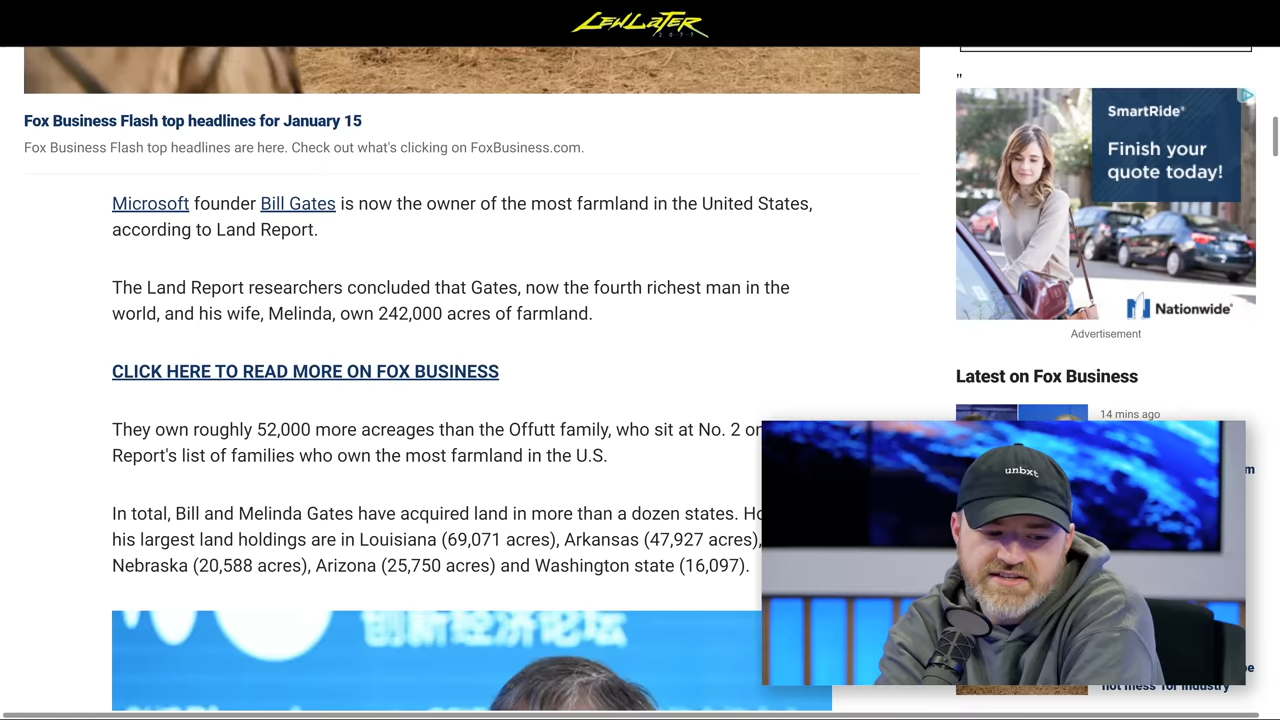 LEWLATER
2077
Fox Business Flash top headlines for January 15
Fox Business Flash top headlines are here. Check out what's clicking on FoxBusiness.com.
Microsoft founder Bill Gates is now the owner of the most farmland in the United States,
according to Land Report.
The Land Report researchers concluded that Gates, now the fourth richest man in the
world, and his wife, Melinda, own 242,000 acres of farmland.
CLICK HERE TO READ MORE ON FOX BUSINESS
They own roughly 52,000 more acreages than the Offutt family, who sit at No. 2 on
Report's list of families who own the most farmland in the U.S.
In total, Bill and Melinda Gates have acquired land in more than a dozen states.
his largest land holdings are in Louisiana (69,071 acres), Arkansas (47,927 acres),
Nebraska (20,588 acres), Arizona (25,750 acres) and Washington state (16,097).
创新经济论坛
"
SmartRide®
Finish your
quote today!
Nationwide®
Advertisement
Latest on Fox Business
14 mins ago
unbxt
hot mess' for industry